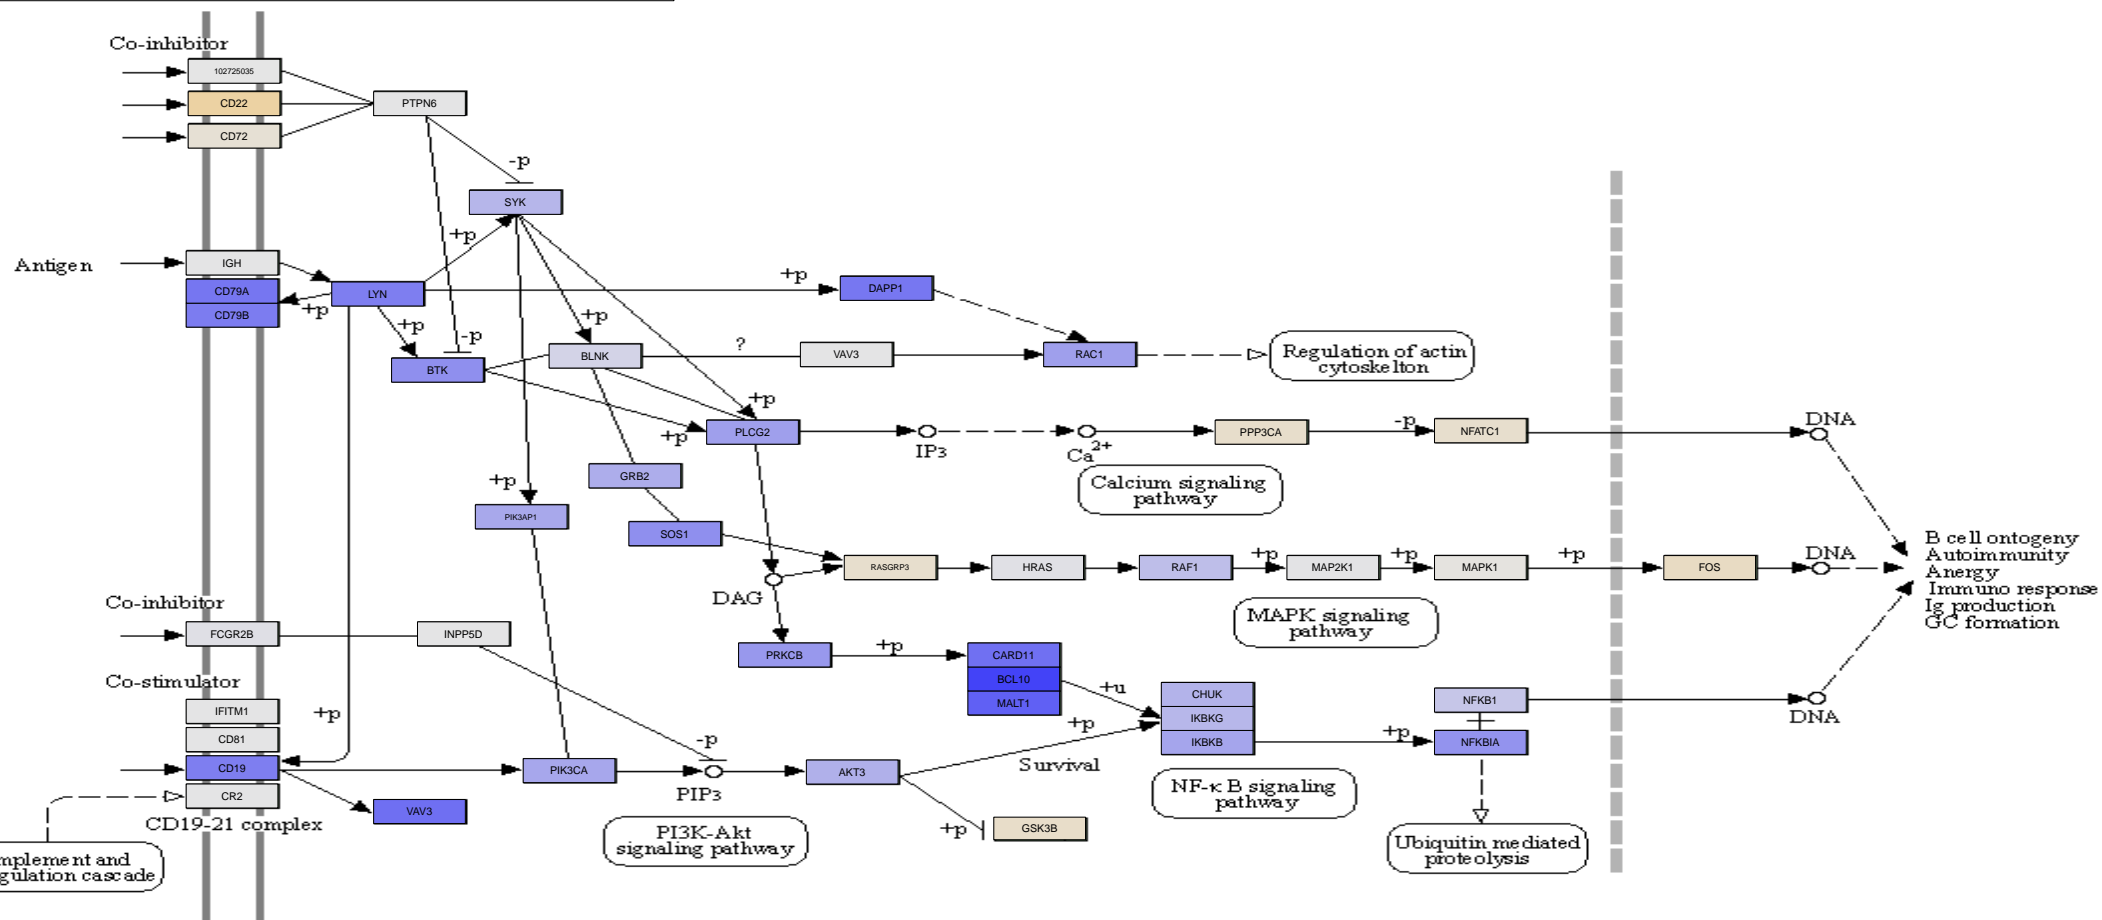 Co-inhibitor
102725035
CD22
PTPN6
CD72
-p
SYK
+p
Antigen
IGH
+p
CD79A
LYN
DAPP1
CD79B
+p
+p
+p
-p
?
BLNK
VAV3
RAC1
Regulation of actin
cytoskelton
BTK
+p
+p
PLCG2
IP3
Ca2+
PPP3CA
-p
NFATC1
DNA
GRB2
Calcium signaling
pathway
+p
PIK3AP1
SOS1
B cell ontogeny
Autoimmunity
Anergy
Immuno response
Ig production
GC formation
RASGRP3
HRAS
RAF1
+p
MAP2K1
+p
MAPK1
+p
FOS
DNA
DAG
Co-inhibitor
MAPK signaling
pathway
FCGR2B
INPP5D
PRKCB
+p
CARD11
BCL10
MALT1
Co-stimulator
+u
CHUK
IKBKG
IKBKB
NFKB1
DNA
IFITM1
+p
+p
+p
NFKBIA
CD81
-p
CD19
PIK3CA
PIP3
AKT3
Survival
CR2
VAV3
NF-κ B signaling
pathway
CD19-21 complex
PI3K-Akt
signaling pathway
+p
GSK3B
Ubiquitin mediated
proteolysis
mplement and
gulation cascade